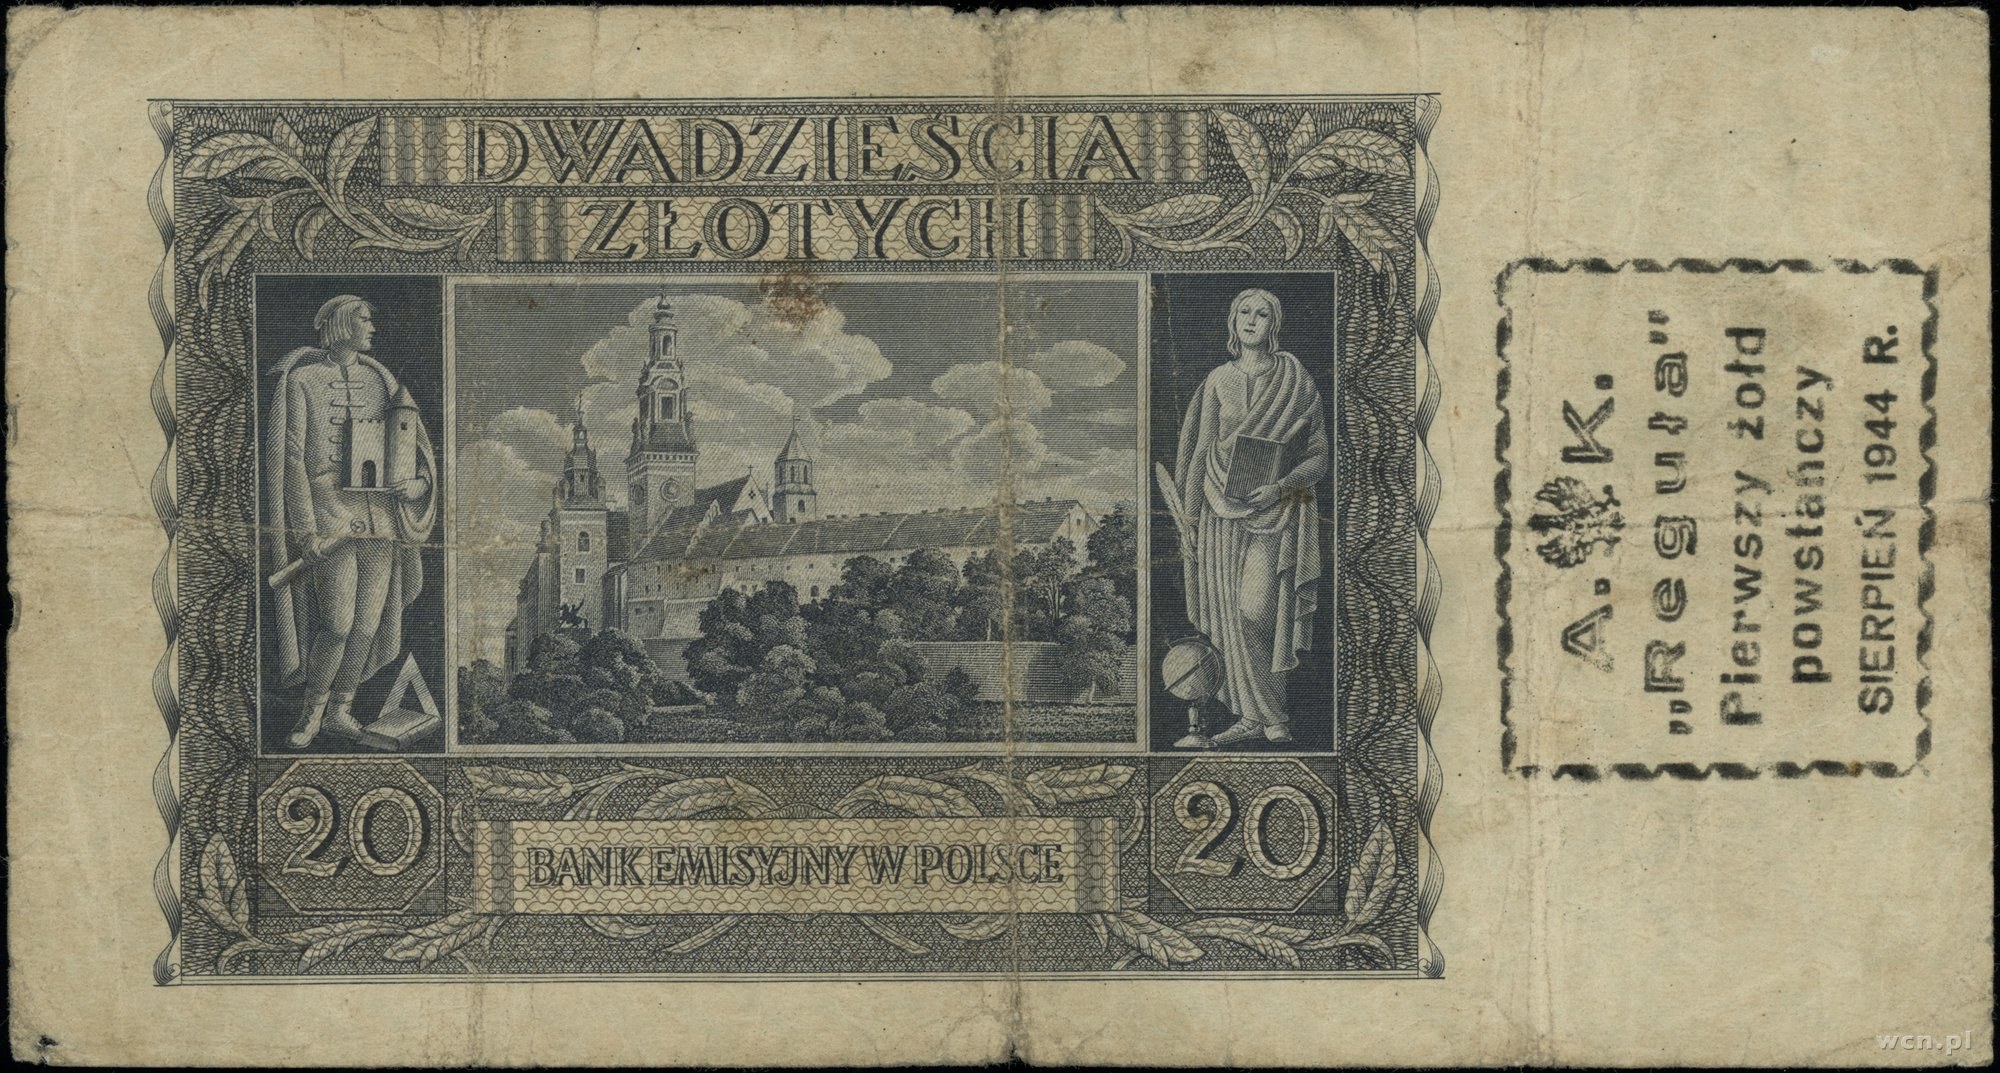 DWADZIEŚCIA
ZŁOTYCH
20
20
BANK EMISYJNY W POLSCE
A. K.
„Reguła”
Pierwszy żołd
powstańczy
SIERPIEŃ 1944 R.
wcn.pl